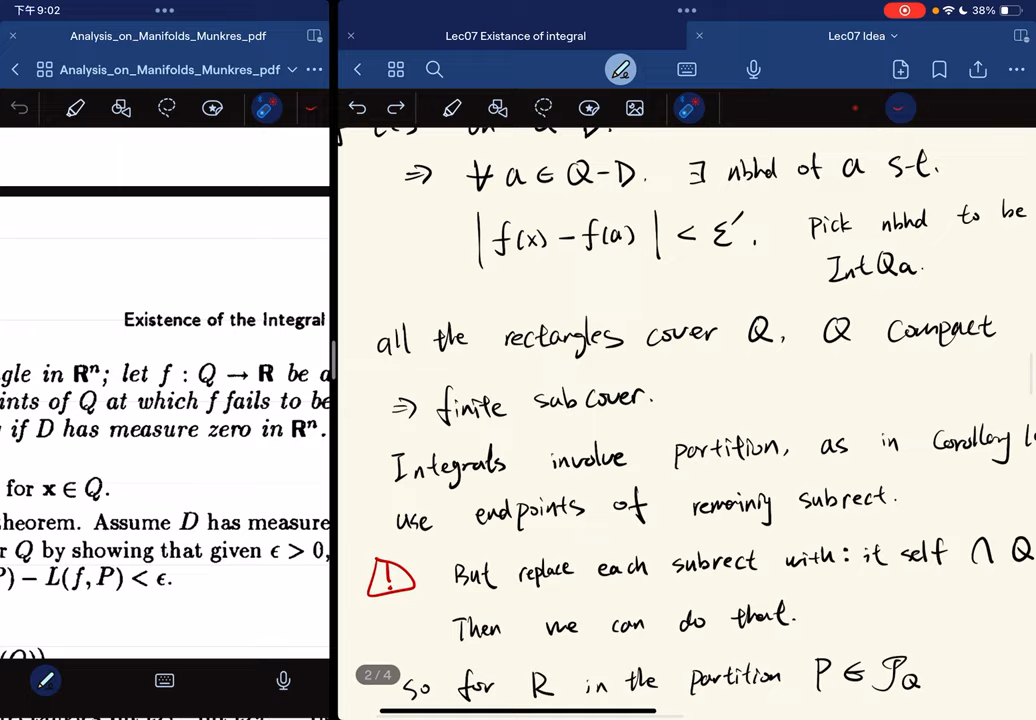 下午9:02
38%
Analysis_on_Manifolds_Munkres_pdf
Analysis_on_Manifolds_Munkres_pdf
Existence of the Integral
gle in Rⁿ; let f : Q → R be a
ints of Q at which f fails to be
if D has measure zero in Rⁿ.
for x ∈ Q.
heorem. Assume D has measure
r Q by showing that given ϵ > 0,
P) − L(f, P) < ϵ.
Lec07 Existance of integral
Lec07 Idea
⇒ ∀ a ∈ Q-D. ∃ nbhd of a s-t.
|f(x) - f(a)| < ε′. Pick nbhd to be
Int Qa.
all the rectangles cover Q, Q compact
⇒ finite subcover.
Integrals involve partition, as in Corollary
use endpoints of remaining subrect.
But replace each subrect with: it self ∩ Q
Then we can do that.
2/4
so for R in the partition P ∈ 𝒫Q